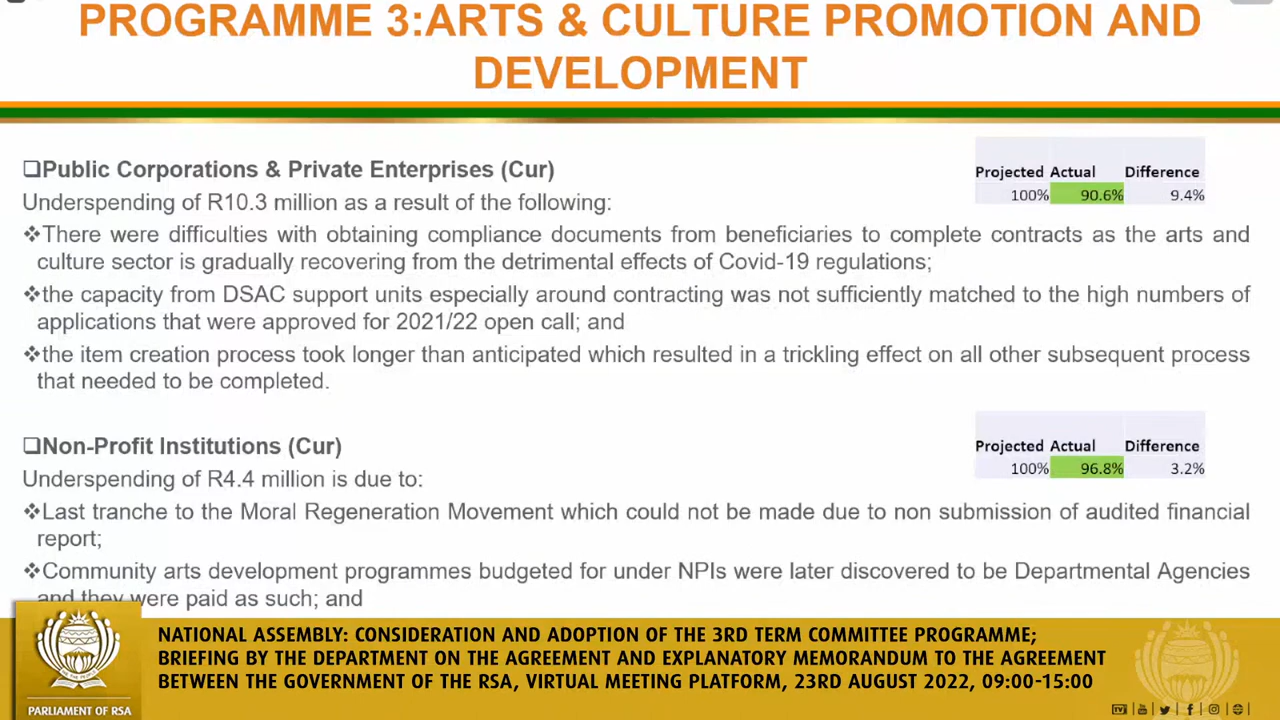 PROGRAMME 3:ARTS & CULTURE PROMOTION AND
DEVELOPMENT
❑Public Corporations & Private Enterprises (Cur)
Projected Actual Difference
100% 90.6% 9.4%
Underspending of R10.3 million as a result of the following:
❖There were difficulties with obtaining compliance documents from beneficiaries to complete contracts as the arts and
culture sector is gradually recovering from the detrimental effects of Covid-19 regulations;
❖the capacity from DSAC support units especially around contracting was not sufficiently matched to the high numbers of
applications that were approved for 2021/22 open call; and
❖the item creation process took longer than anticipated which resulted in a trickling effect on all other subsequent process
that needed to be completed.
❑Non-Profit Institutions (Cur)
Projected Actual Difference
100% 96.8% 3.2%
Underspending of R4.4 million is due to:
❖Last tranche to the Moral Regeneration Movement which could not be made due to non submission of audited financial
report;
❖Community arts development programmes budgeted for under NPIs were later discovered to be Departmental Agencies
and they were paid as such; and
NATIONAL ASSEMBLY: CONSIDERATION AND ADOPTION OF THE 3RD TERM COMMITTEE PROGRAMME;
BRIEFING BY THE DEPARTMENT ON THE AGREEMENT AND EXPLANATORY MEMORANDUM TO THE AGREEMENT
BETWEEN THE GOVERNMENT OF THE RSA, VIRTUAL MEETING PLATFORM, 23RD AUGUST 2022, 09:00-15:00
PARLIAMENT OF RSA